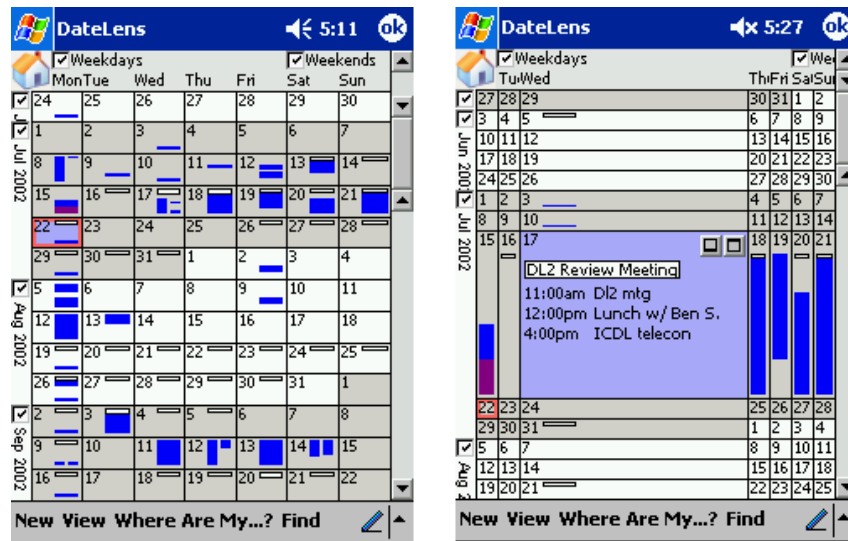 DateLens 5:11 ok
Weekdays Weekends
Mon Tue Wed Thu Fri Sat Sun
24 25 26 27 28 29 30
1 2 3 4 5 6 7
Jul 2002
8 9 10 11 12 13 14
15 16 17 18 19 20 21
22 23 24 25 26 27 28
29 30 31 1 2 3 4
5 6 7 8 9 10 11
Aug 2002
12 13 14 15 16 17 18
19 20 21 22 23 24 25
26 27 28 29 30 31 1
2 3 4 5 6 7 8
Sep 2002
9 10 11 12 13 14 15
16 17 18 19 20 21 22
New View Where Are My...? Find
DateLens 5:27 ok
Weekdays Wee
Tu Wed Thu Fri Sat Sun
27 28 29 30 31 1 2
3 4 5 6 7 8 9
Jun 200
10 11 12 13 14 15 16
17 18 19 20 21 22 23
24 25 26 27 28 29 30
1 2 3 4 5 6 7
Jul 2002
8 9 10 11 12 13 14
15 16 17 18 19 20 21
DL2 Review Meeting
11:00am Dl2 mtg
12:00pm Lunch w/ Ben S.
4:00pm ICDL telecon
22 23 24 25 26 27 28
29 30 31 1 2 3 4
5 6 7 8 9 10 11
Aug 2
12 13 14 15 16 17 18
19 20 21 22 23 24 25
New View Where Are My...? Find